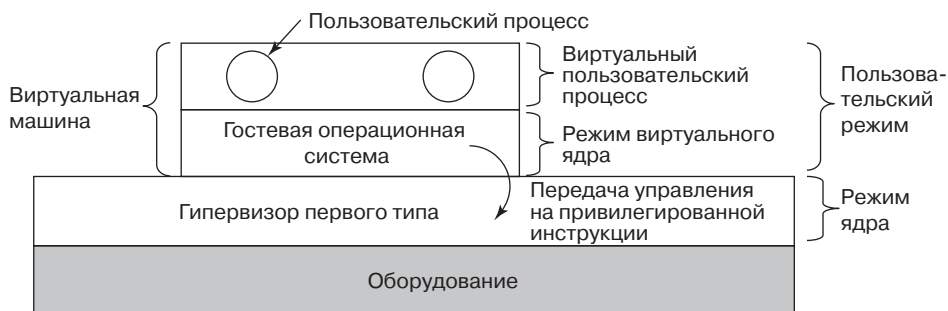 Пользовательский процесс
Виртуальная
машина
Виртуальный
пользовательский
процесс
Пользова-
тельский
режим
Гостевая операционная
система
Режим виртуального
ядра
Гипервизор первого типа
Передача управления
на привилегированной
инструкции
Режим
ядра
Оборудование